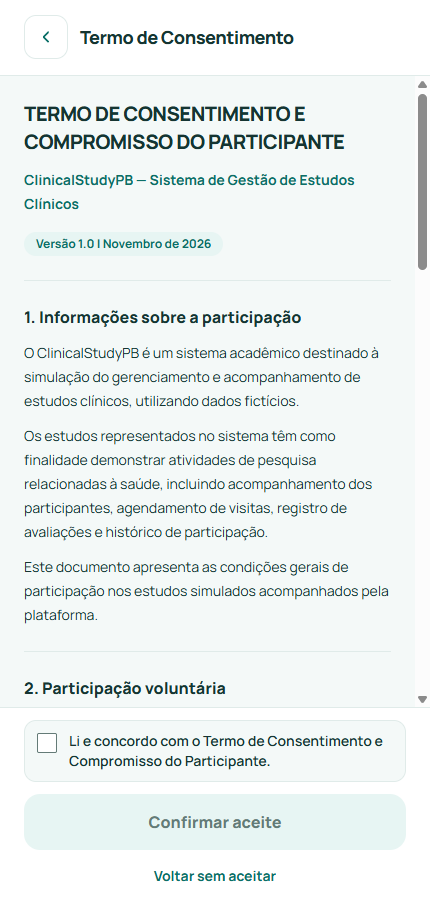 Termo de Consentimento
TERMO DE CONSENTIMENTO E
COMPROMISSO DO PARTICIPANTE
ClinicalStudyPB — Sistema de Gestão de Estudos
Clínicos
Versão 1.0 | Novembro de 2026
1. Informações sobre a participação
O ClinicalStudyPB é um sistema acadêmico destinado à
simulação do gerenciamento e acompanhamento de
estudos clínicos, utilizando dados fictícios.
Os estudos representados no sistema têm como
finalidade demonstrar atividades de pesquisa
relacionadas à saúde, incluindo acompanhamento dos
participantes, agendamento de visitas, registro de
avaliações e histórico de participação.
Este documento apresenta as condições gerais de
participação nos estudos simulados acompanhados pela
plataforma.
2. Participação voluntária
Li e concordo com o Termo de Consentimento e
Compromisso do Participante.
Confirmar aceite
Voltar sem aceitar